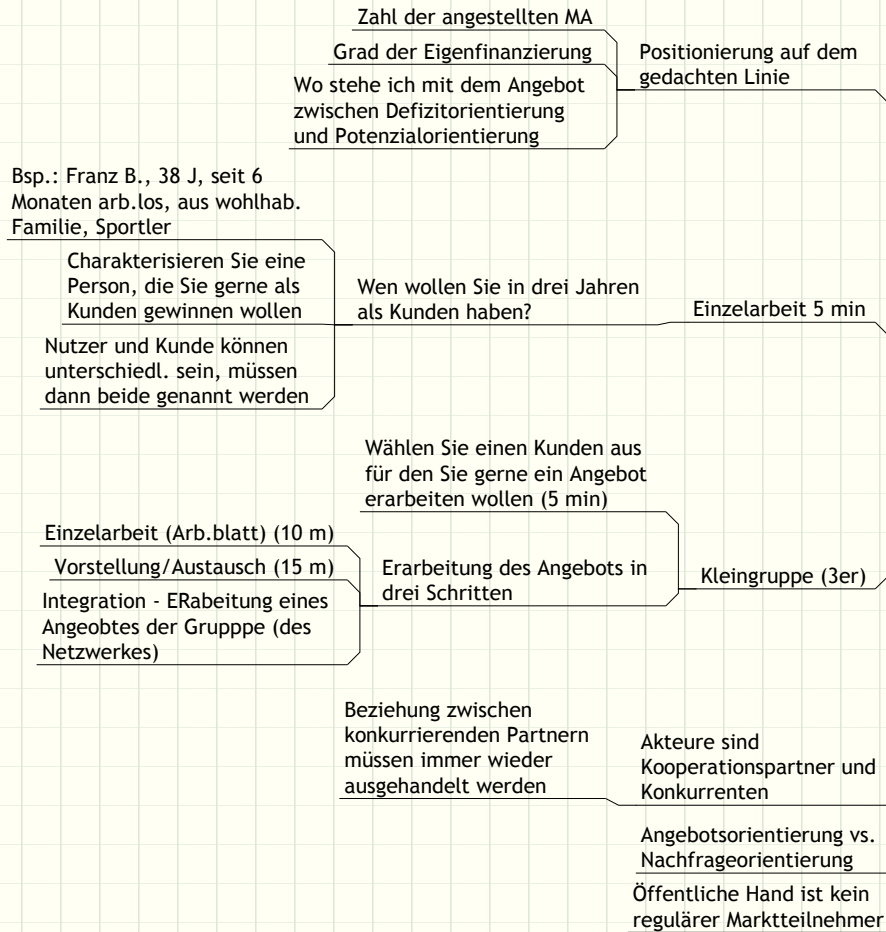 Zahl der angestellten MA
Grad der Eigenfinanzierung
Wo stehe ich mit dem Angebot
zwischen Defizitorientierung
und Potenzialorientierung
Positionierung auf dem
gedachten Linie
Bsp.: Franz B., 38 J, seit 6
Monaten arb.los, aus wohlhab.
Familie, Sportler
Charakterisieren Sie eine
Person, die Sie gerne als
Kunden gewinnen wollen
Nutzer und Kunde können
unterschiedl. sein, müssen
dann beide genannt werden
Wen wollen Sie in drei Jahren
als Kunden haben?
Einzelarbeit 5 min
Wählen Sie einen Kunden aus
für den Sie gerne ein Angebot
erarbeiten wollen (5 min)
Einzelarbeit (Arb.blatt) (10 m)
Vorstellung/Austausch (15 m)
Integration - ERabeitung eines
Angeobtes der Grupppe (des
Netzwerkes)
Erarbeitung des Angebots in
drei Schritten
Kleingruppe (3er)
Beziehung zwischen
konkurrierenden Partnern
müssen immer wieder
ausgehandelt werden
Akteure sind
Kooperationspartner und
Konkurrenten
Angebotsorientierung vs.
Nachfrageorientierung
Öffentliche Hand ist kein
regulärer Marktteilnehmer